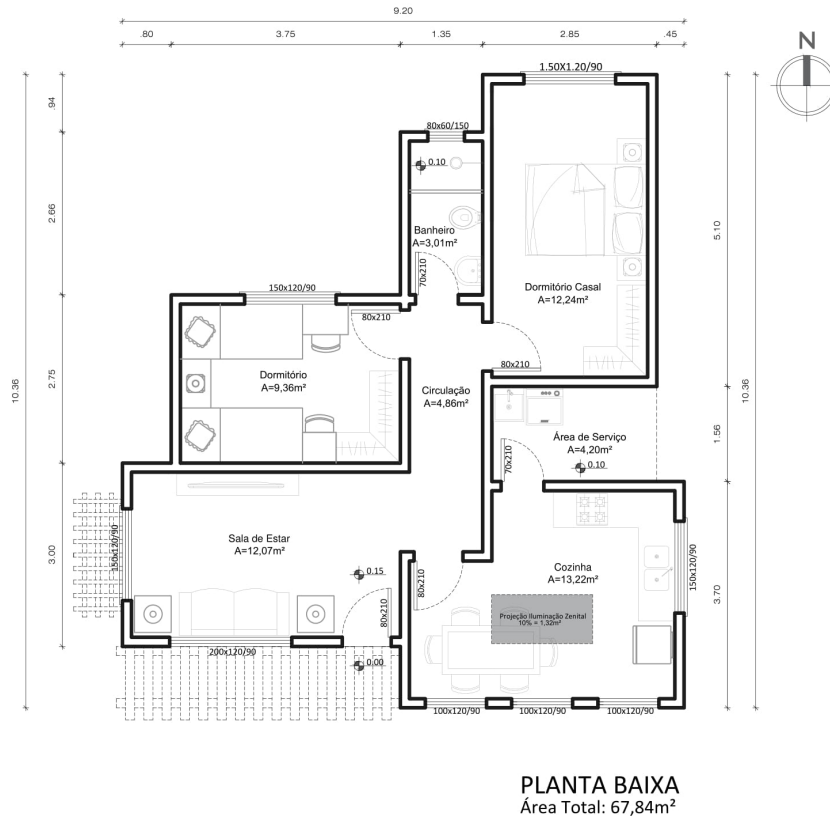 9.20
.80
3.75
1.35
2.85
.45
N
1.50X1.20/90
.94
80x60/150
0.10
2.66
5.10
Banheiro
A=3,01m²
70x210
Dormitório Casal
A=12,24m²
150x120/90
80x210
80x210
Dormitório
A=9,36m²
2.75
10.36
10.36
Circulação
A=4,86m²
Área de Serviço
A=4,20m²
0.10
1.56
70x210
Sala de Estar
A=12,07m²
150x120/90
3.00
0.15
80x210
80x210
Cozinha
A=13,22m²
150x120/90
3.70
Projeção Iluminação Zenital
10% = 1,32m²
200x120/90
0.00
100x120/90
100x120/90
100x120/90
PLANTA BAIXA
Área Total: 67,84m²